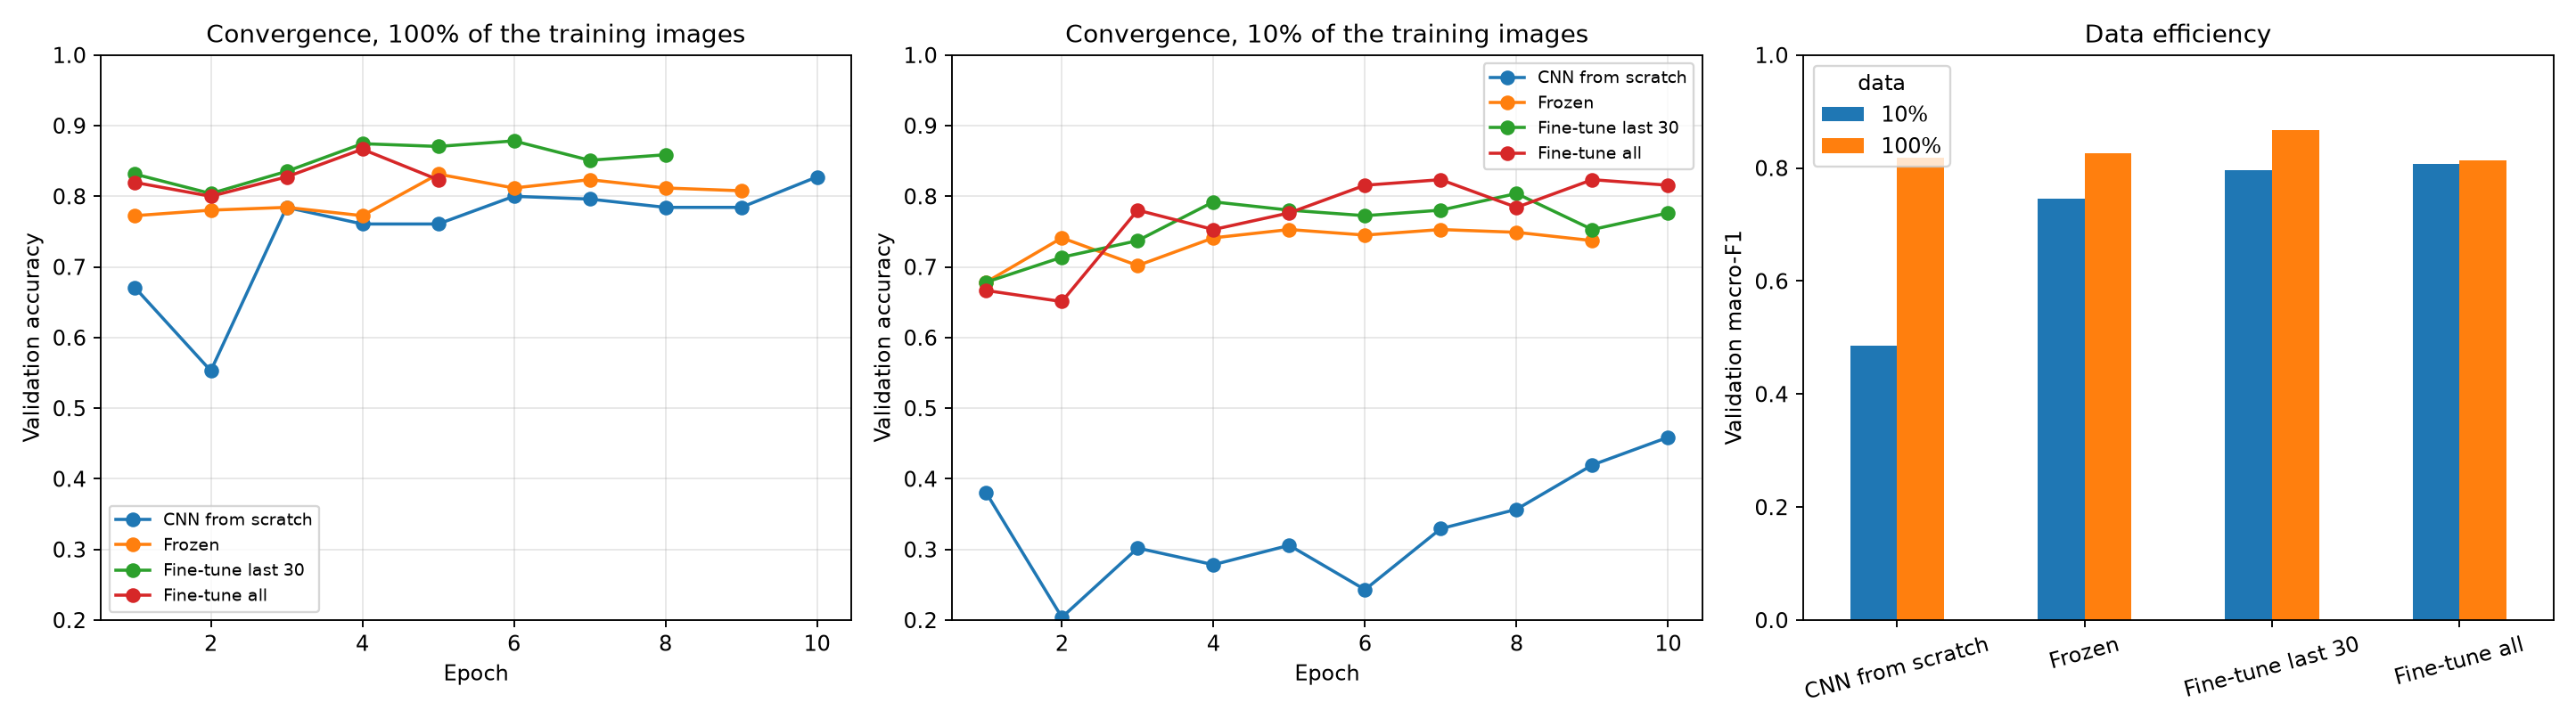 Convergence, 100% of the training images
Validation accuracy
1.0
0.9
0.8
0.7
0.6
0.5
0.4
0.3
0.2
CNN from scratch
Frozen
Fine-tune last 30
Fine-tune all
2 4 6 8 10
Epoch
Convergence, 10% of the training images
Validation accuracy
1.0
0.9
0.8
0.7
0.6
0.5
0.4
0.3
0.2
CNN from scratch
Frozen
Fine-tune last 30
Fine-tune all
2 4 6 8 10
Epoch
Data efficiency
Validation macro-F1
1.0
0.8
0.6
0.4
0.2
0.0
data
10%
100%
CNN from scratch
Frozen
Fine-tune last 30
Fine-tune all